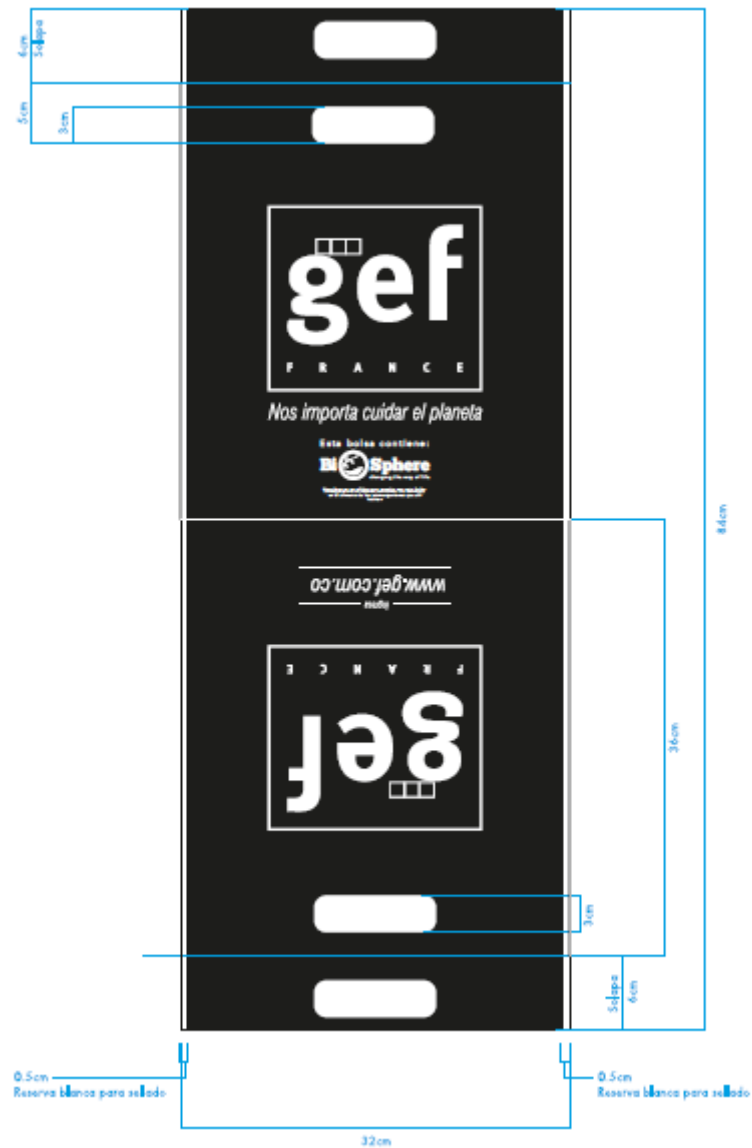 6cm
Solapa
5cm
3cm
gef
FRANCE
Nos importa cuidar el planeta
Esta bolsa contiene:
BioSphere
84cm
www.gef.com.co
Ingresa
FRANCE
gef
36cm
3cm
Solapa
6cm
0.5cm
Reserva blanca para sellado
0.5cm
Reserva blanca para sellado
32cm